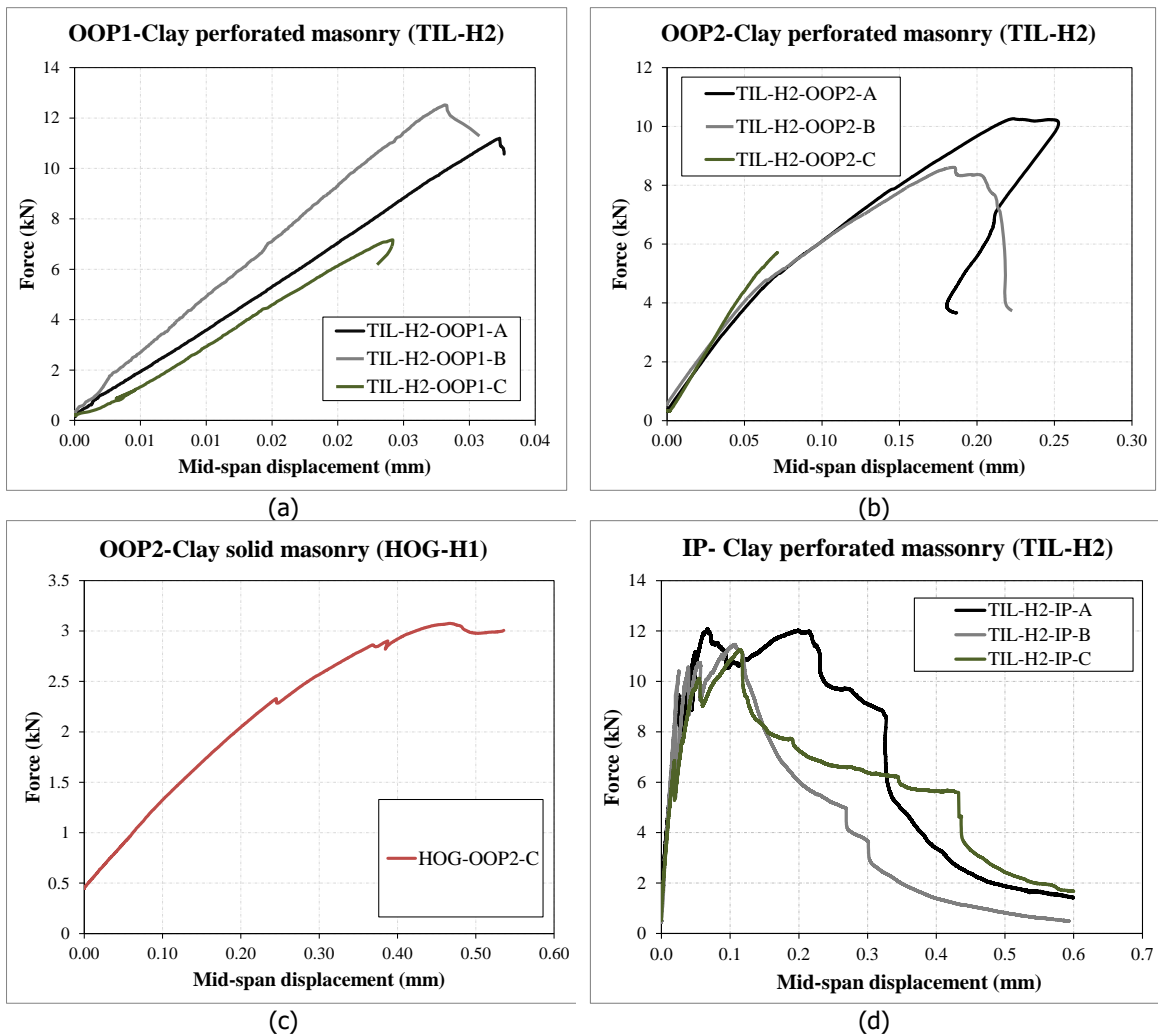 OOP1-Clay perforated masonry (TIL-H2)
14
12
10
8
6
4
2
0
Force (kN)
TIL-H2-OOP1-A
TIL-H2-OOP1-B
TIL-H2-OOP1-C
0.00 0.01 0.01 0.02 0.02 0.03 0.03 0.04
Mid-span displacement (mm)
(a)
OOP2-Clay perforated masonry (TIL-H2)
12
10
8
6
4
2
0
Force (kN)
TIL-H2-OOP2-A
TIL-H2-OOP2-B
TIL-H2-OOP2-C
0.00 0.05 0.10 0.15 0.20 0.25 0.30
Mid-span displacement (mm)
(b)
OOP2-Clay solid masonry (HOG-H1)
3.5
3
2.5
2
1.5
1
0.5
0
Force (kN)
HOG-OOP2-C
0.00 0.10 0.20 0.30 0.40 0.50 0.60
Mid-span displacement (mm)
(c)
IP- Clay perforated massonry (TIL-H2)
14
12
10
8
6
4
2
0
Force (kN)
TIL-H2-IP-A
TIL-H2-IP-B
TIL-H2-IP-C
0 0.1 0.2 0.3 0.4 0.5 0.6 0.7
Mid-span displacement (mm)
(d)